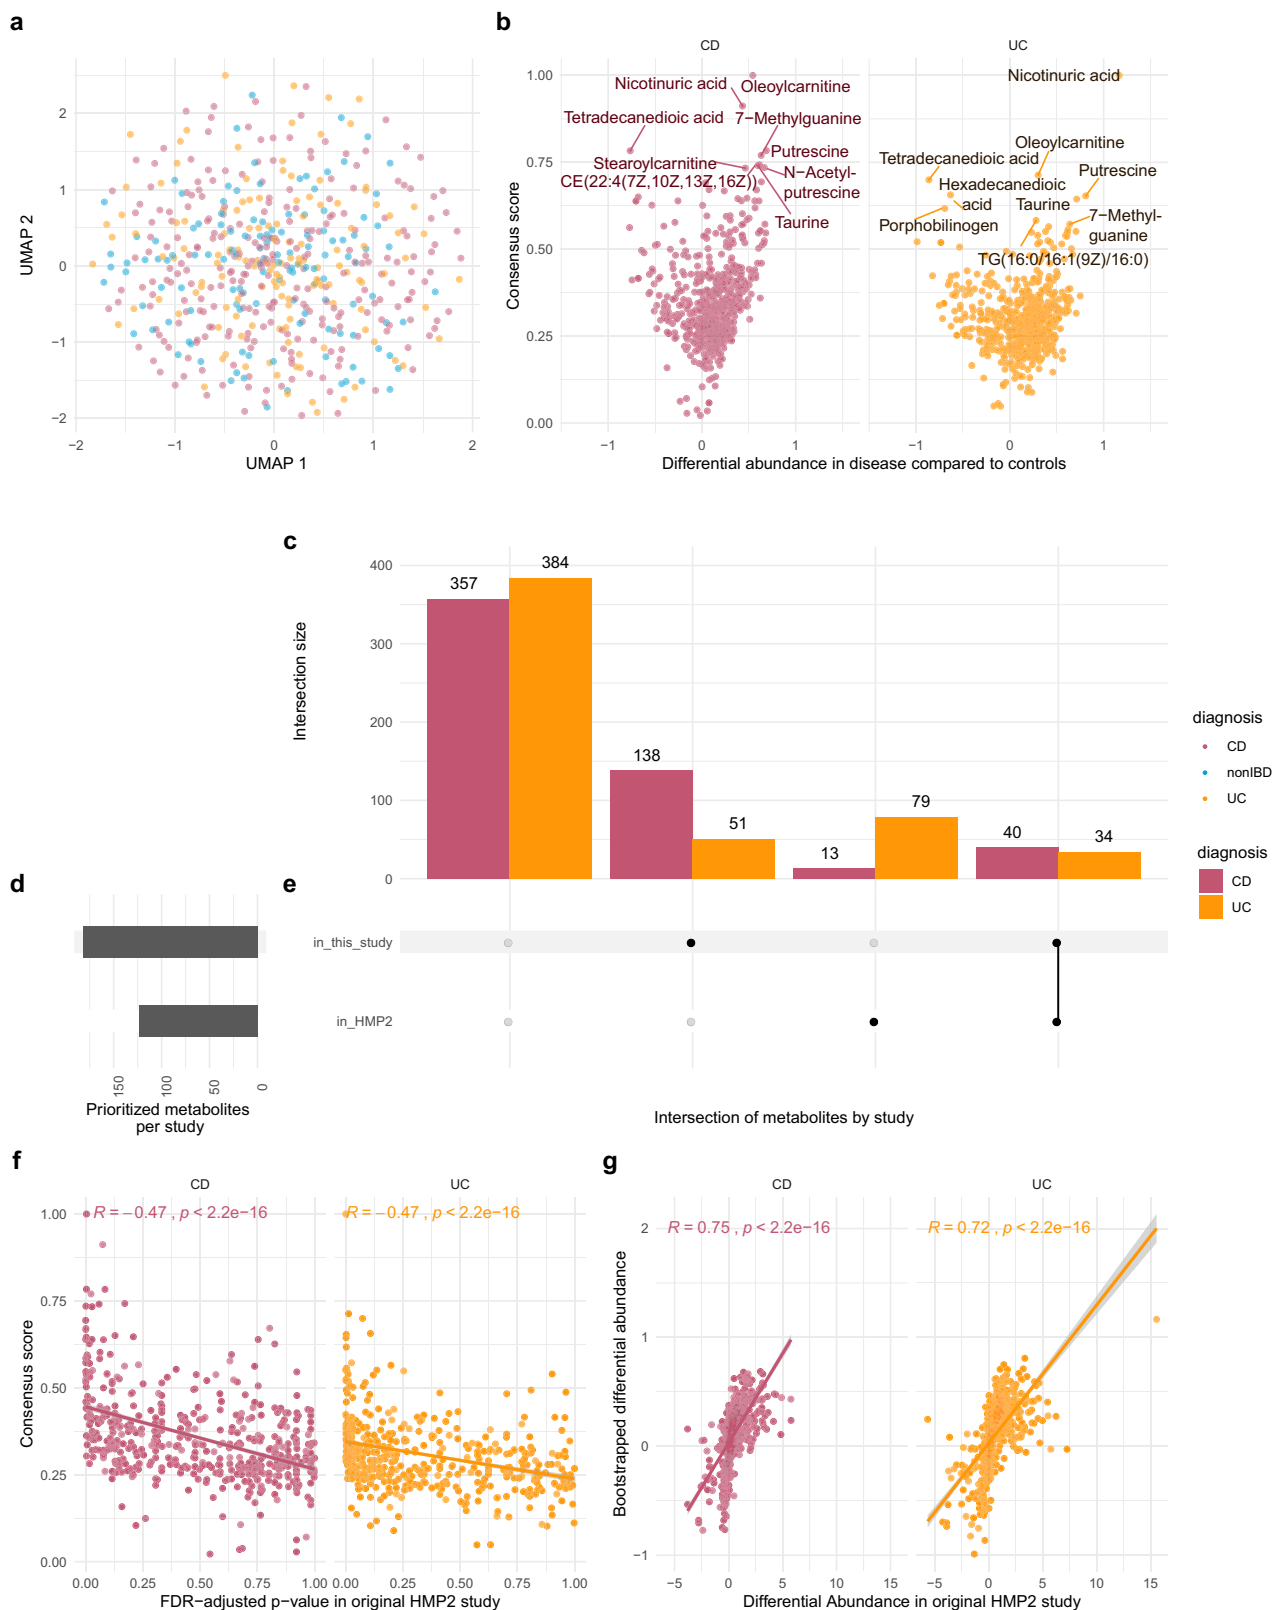 a
2
1
0
−1
−2
UMAP 2
−2
−1
0
1
2
UMAP 1
b
CD
UC
1.00
0.75
0.50
0.25
0.00
Consensus score
Nicotinuric acid
Oleoylcarnitine
Tetradecanedioic acid
7−Methylguanine
Putrescine
Stearoylcarnitine
N−Acetyl-
putrescine
CE(22:4(7Z,10Z,13Z,16Z))
Taurine
Nicotinuric acid
Oleoylcarnitine
Tetradecanedioic acid
Putrescine
Hexadecanedioic
acid
Taurine
Porphobilinogen
7−Methyl-
guanine
TG(16:0/16:1(9Z)/16:0)
−1
0
1
−1
0
1
Differential abundance in disease compared to controls
c
400
300
200
100
0
Intersection size
357
384
138
51
13
79
40
34
diagnosis
CD
nonIBD
UC
diagnosis
CD
UC
d
150
100
50
0
Prioritized metabolites
per study
e
in_this_study
in_HMP2
Intersection of metabolites by study
f
CD
UC
R = −0.47 , p < 2.2e−16
R = −0.47 , p < 2.2e−16
1.00
0.75
0.50
0.25
0.00
Consensus score
0.00
0.25
0.50
0.75
1.00
0.00
0.25
0.50
0.75
1.00
FDR−adjusted p−value in original HMP2 study
g
CD
UC
R = 0.75 , p < 2.2e−16
R = 0.72 , p < 2.2e−16
2
1
0
−1
Bootstrapped differential abundance
−5
0
5
10
15
−5
0
5
10
15
Differential Abundance in original HMP2 study